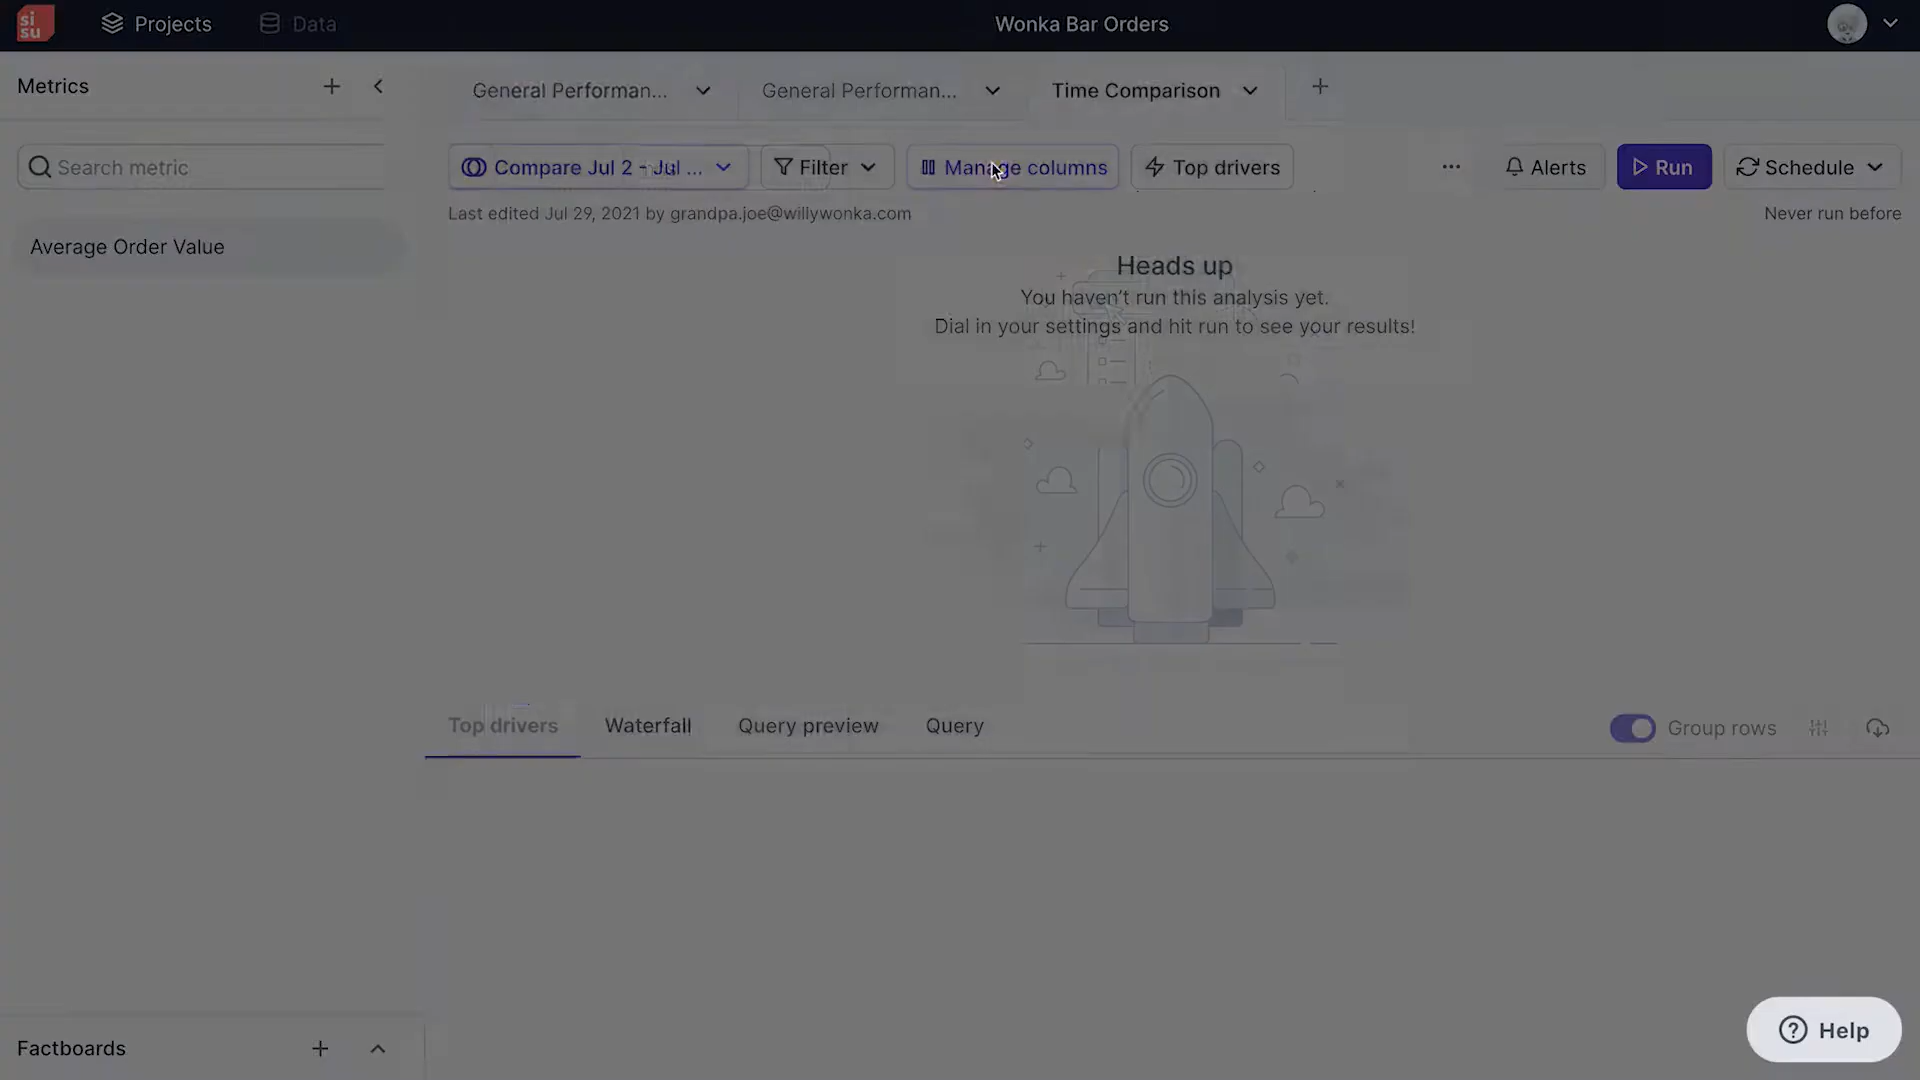 si
su
Projects
Data
Wonka Bar Orders
Metrics
General Performan...
General Performan...
Time Comparison
Search metric
Compare Jul 2 - Jul ...
Filter
Manage columns
Top drivers
...
Alerts
Run
Schedule
Last edited Jul 29, 2021 by grandpa.joe@willywonka.com
Never run before
Average Order Value
Heads up
You haven't run this analysis yet.
Dial in your settings and hit run to see your results!
Top drivers
Waterfall
Query preview
Query
Group rows
Factboards
Help